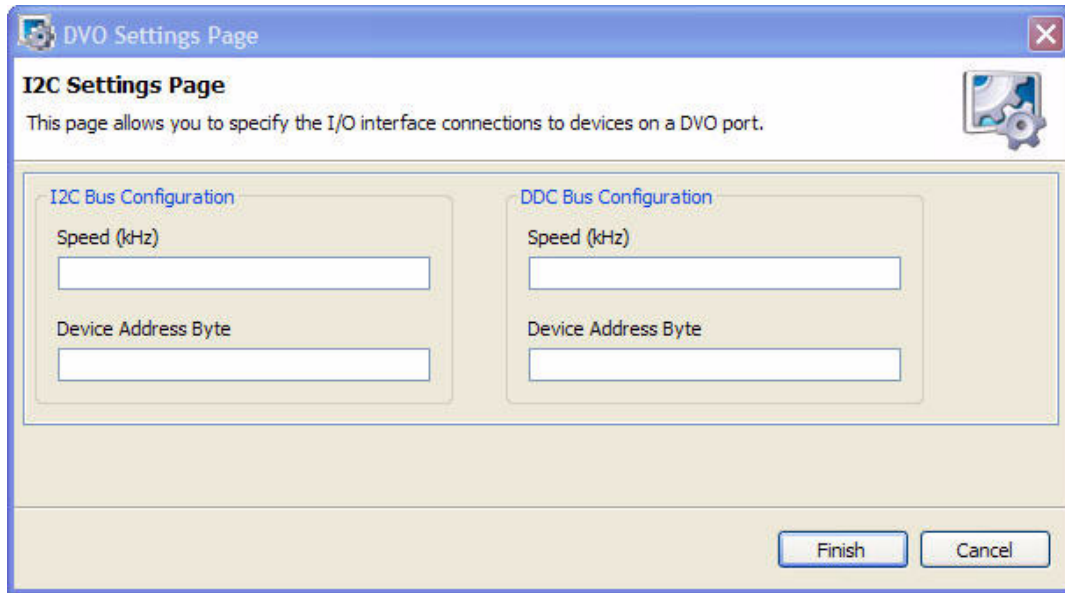 DVO Settings Page
I2C Settings Page
This page allows you to specify the I/O interface connections to devices on a DVO port.
I2C Bus Configuration
Speed (kHz)
Device Address Byte
DDC Bus Configuration
Speed (kHz)
Device Address Byte
Finish
Cancel